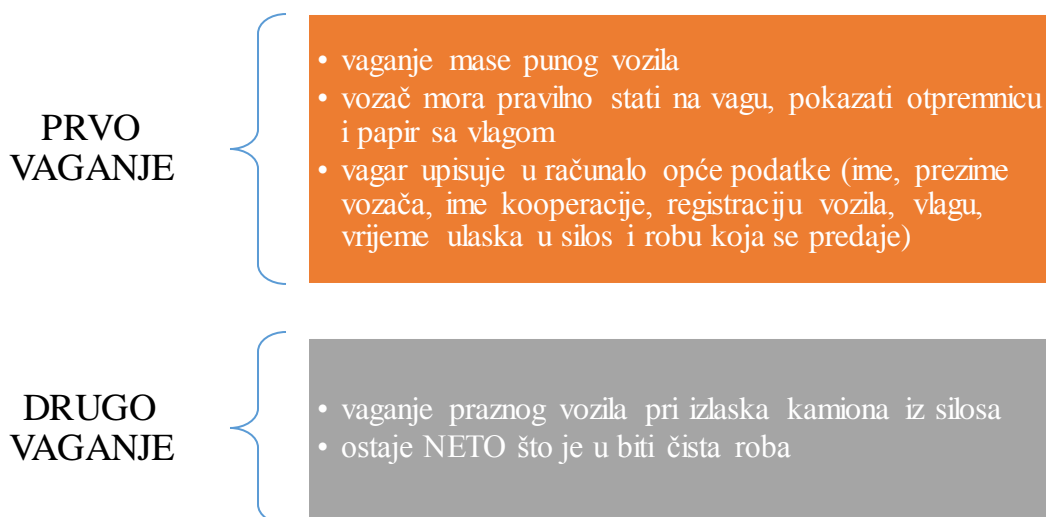 PRVO
VAGANJE
• vaganje mase punog vozila
• vozač mora pravilno stati na vagu, pokazati otpremnicu
i papir sa vlagom
• vagar upisuje u računalo opće podatke (ime, prezime
vozača, ime kooperacije, registraciju vozila, vlagu,
vrijeme ulaska u silos i robu koja se predaje)
DRUGO
VAGANJE
• vaganje praznog vozila pri izlaska kamiona iz silosa
• ostaje NETO što je u biti čista roba